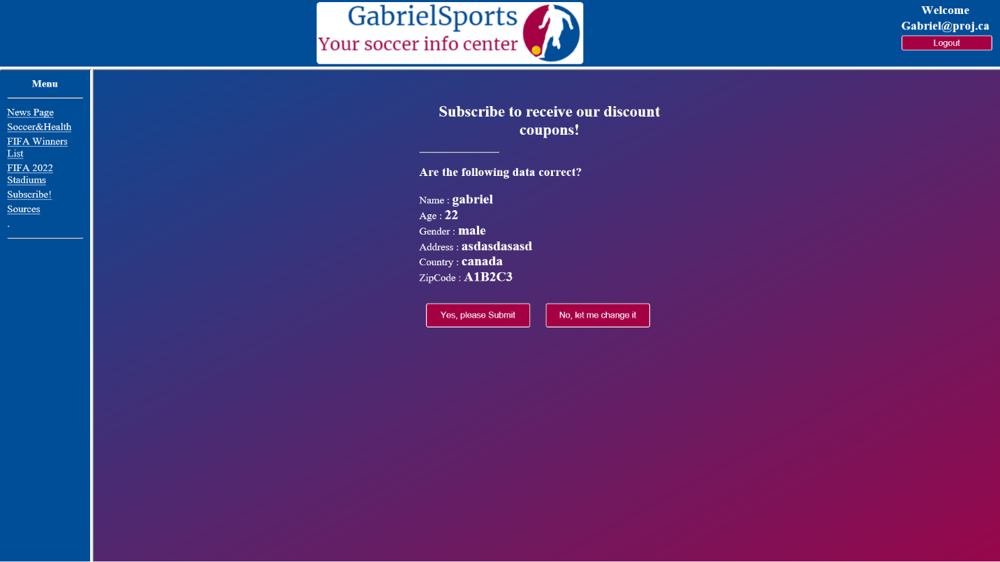 GabrielSports
Your soccer info center
Welcome
Gabriel@proj.ca
Logout
Menu
News Page
Soccer&Health
FIFA Winners
List
FIFA 2022
Stadiums
Subscribe!
Sources
.
Subscribe to receive our discount
coupons!
Are the following data correct?
Name : gabriel
Age : 22
Gender : male
Address : asdasdasasd
Country : canada
ZipCode : A1B2C3
Yes, please Submit
No, let me change it